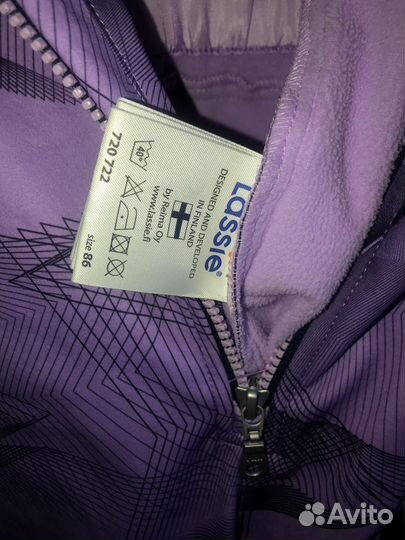 Lassie
DESIGNED AND DEVELOPED
IN FINLAND
by Reima Oy
www.lassie.fi
40°
720722
size 86
Avito